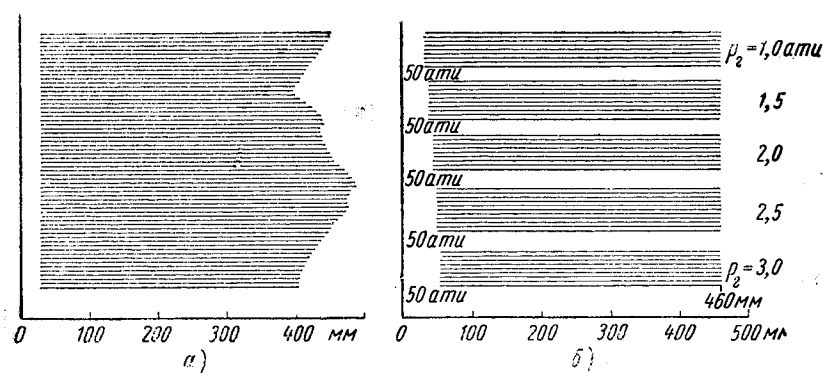 p₂=1,0 ати
50 ати
1,5
50 ати
2,0
50 ати
2,5
50 ати
p₂=3,0
50 ати
460 мм
0 100 200 300 400 мм
0 100 200 300 400 500 мм
а)
б)